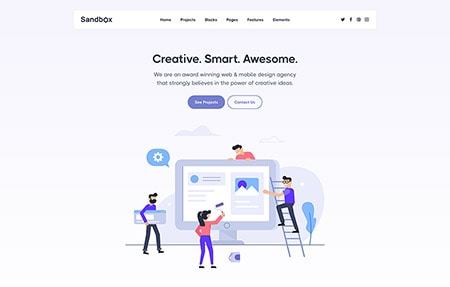 Sandbox
Home Projects Blocks Pages Features Elements
Creative. Smart. Awesome.
We are an award winning web & mobile design agency
that strongly believes in the power of creative ideas.
See Projects Contact Us